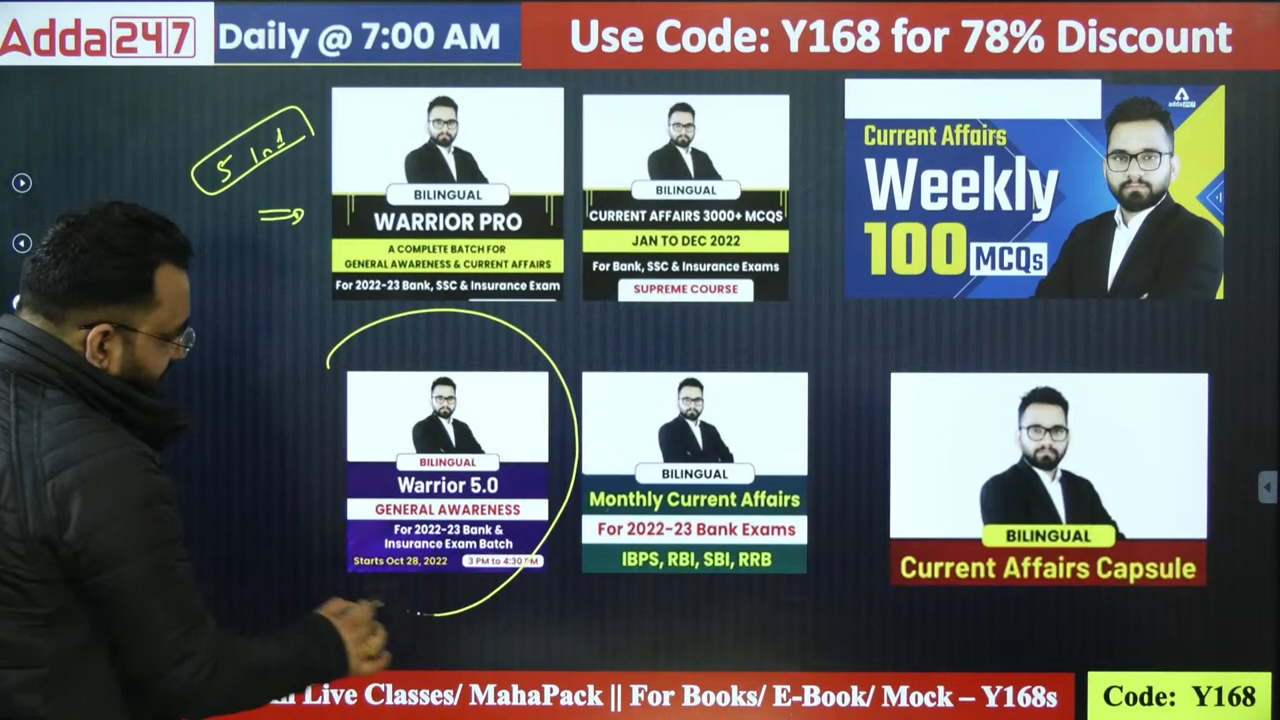 Adda 247
Daily @ 7:00 AM
Use Code: Y168 for 78% Discount
5 In 1
BILINGUAL
WARRIOR PRO
A COMPLETE BATCH FOR
GENERAL AWARENESS & CURRENT AFFAIRS
For 2022-23 Bank, SSC & Insurance Exam
BILINGUAL
CURRENT AFFAIRS 3000+ MCQS
JAN TO DEC 2022
For Bank, SSC & Insurance Exams
SUPREME COURSE
adda247
Current Affairs
Weekly
100 MCQs
BILINGUAL
Warrior 5.0
GENERAL AWARENESS
For 2022-23 Bank &
Insurance Exam Batch
Starts Oct 28, 2022 3 PM to 4:30 PM
BILINGUAL
Monthly Current Affairs
For 2022-23 Bank Exams
IBPS, RBI, SBI, RRB
BILINGUAL
Current Affairs Capsule
Live Classes/ MahaPack || For Books/ E-Book/ Mock – Y168s
Code: Y168